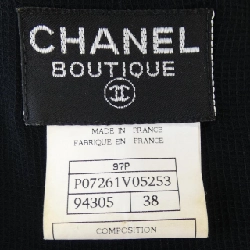 CHANEL
BOUTIQUE
MADE IN FRANCE
FABRIQUE EN FRANCE
97P
P07261V05253
94305 38
COMPOSITION